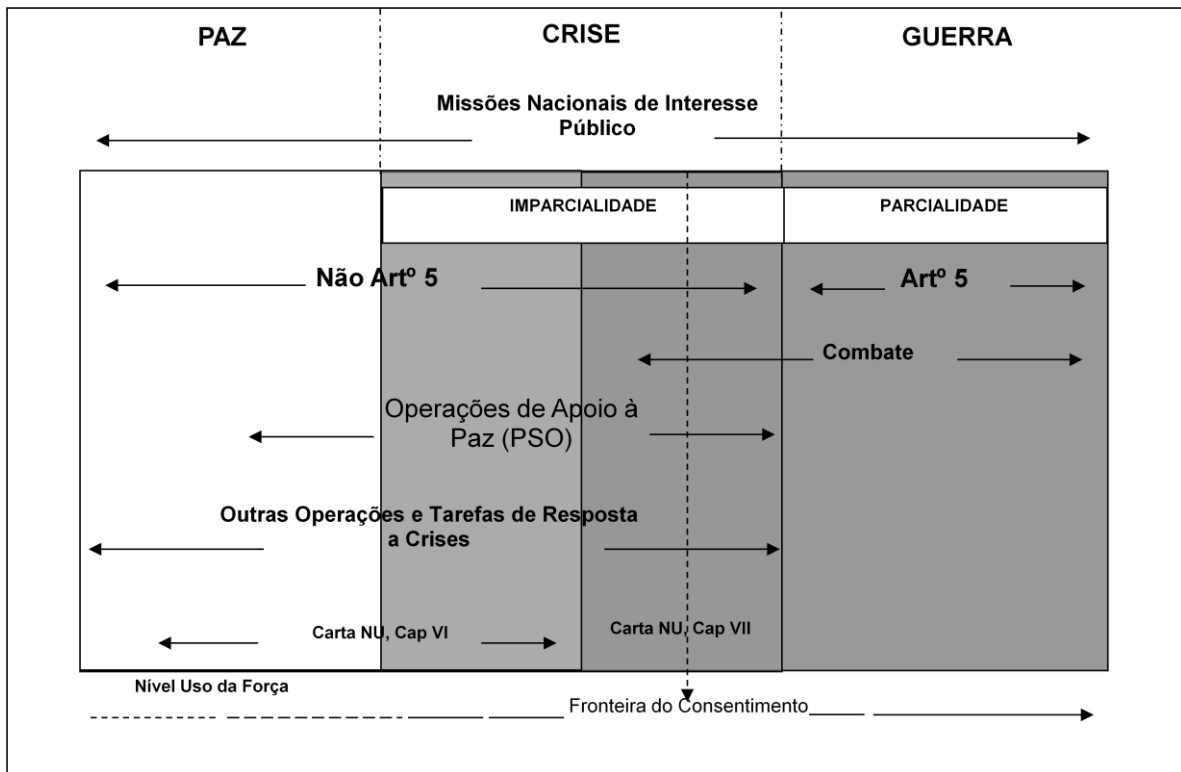 PAZ
CRISE
GUERRA
Missões Nacionais de Interesse
Público
IMPARCIALIDADE
PARCIALIDADE
Não Artº 5
Artº 5
Combate
Operações de Apoio à
Paz (PSO)
Outras Operações e Tarefas de Resposta
a Crises
Carta NU, Cap VI
Carta NU, Cap VII
Nível Uso da Força
Fronteira do Consentimento